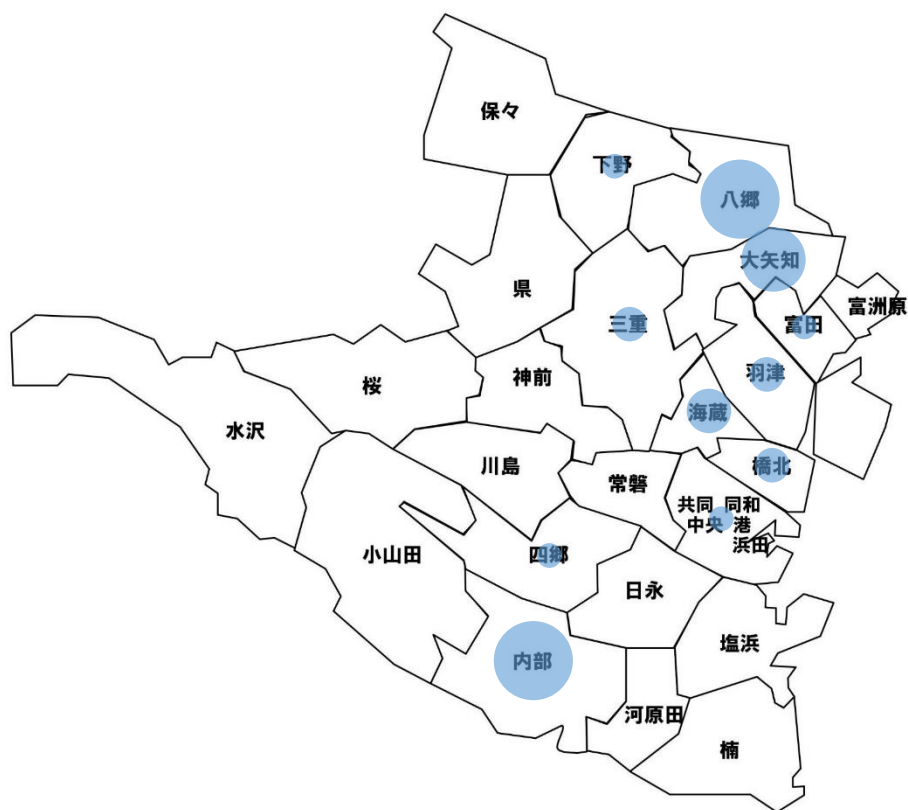 保々
下野
八郷
大矢知
県
富洲原
三重
富田
桜
神前
羽津
水沢
海蔵
川島
橋北
常磐
共同 同和
中央 港
浜田
小山田
四郷
日永
塩浜
内部
河原田
楠